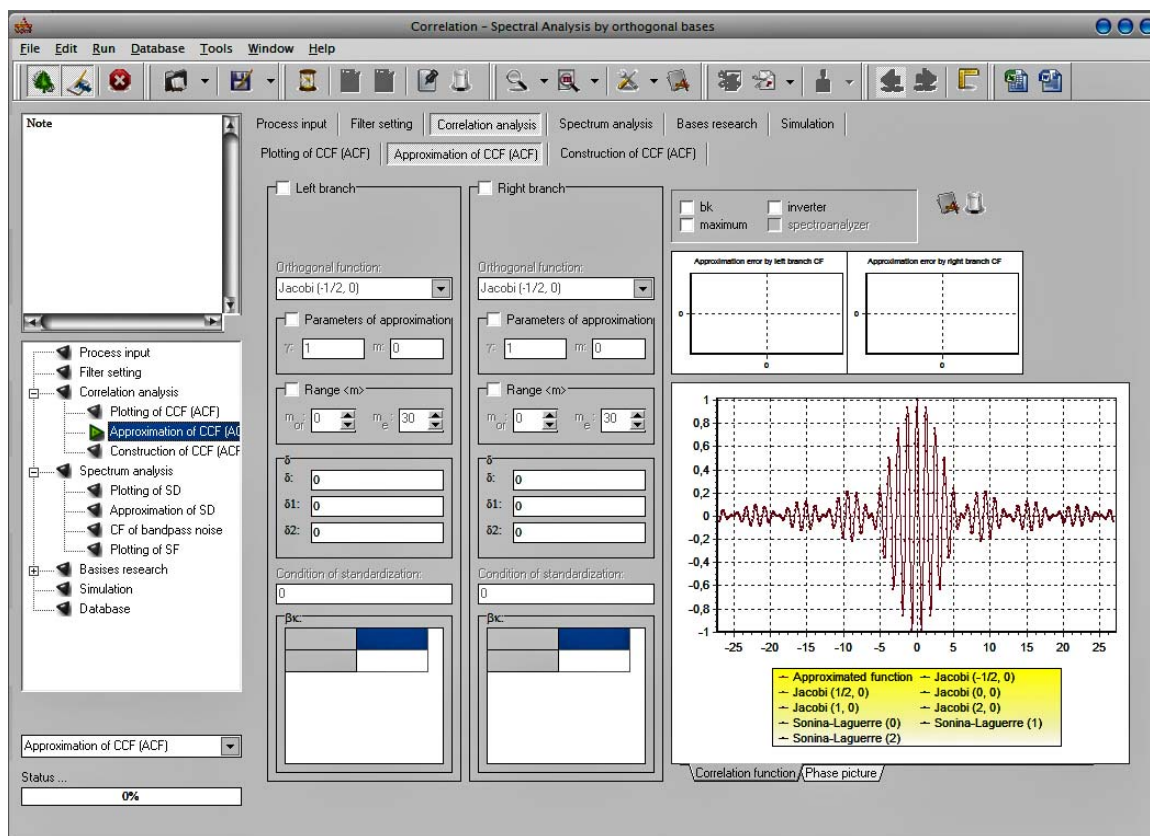 Correlation - Spectral Analysis by orthogonal bases
File Edit Run Database Tools Window Help
Note
Process input Filter setting Correlation analysis Spectrum analysis Bases research Simulation
Plotting of CCF (ACF) Approximation of CCF (ACF) Construction of CCF (ACF)
Process input
Filter setting
Correlation analysis
Plotting of CCF (ACF)
Approximation of CCF (AC
Construction of CCF (ACF
Spectrum analysis
Plotting of SD
Approximation of SD
CF of bandpass noise
Plotting of SF
Basises research
Simulation
Database
Approximation of CCF (ACF)
Status ...
0%
Left branch
Orthogonal function:
Jacobi (-1/2, 0)
Parameters of approximation
γ: 1 m: 0
Range <m>
m or : 0 m e : 30
δ
δ: 0
δ1: 0
δ2: 0
Condition of standardization:
0
βκ:
Right branch
Orthogonal function:
Jacobi (-1/2, 0)
Parameters of approximation
γ: 1 m: 0
Range <m>
m or : 0 m e : 30
δ
δ: 0
δ1: 0
δ2: 0
Condition of standardization:
0
βκ:
bk inverter
maximum spectroanalyzer
Approximation error by left branch CF
0
0
Approximation error by right branch CF
0
0
1
0,8
0,6
0,4
0,2
0
-0,2
-0,4
-0,6
-0,8
-1
-25 -20 -15 -10 -5 0 5 10 15 20 25
Approximated function Jacobi (-1/2, 0)
Jacobi (1/2, 0) Jacobi (0, 0)
Jacobi (1, 0) Jacobi (2, 0)
Sonina-Laguerre (0) Sonina-Laguerre (1)
Sonina-Laguerre (2)
Correlation function Phase picture